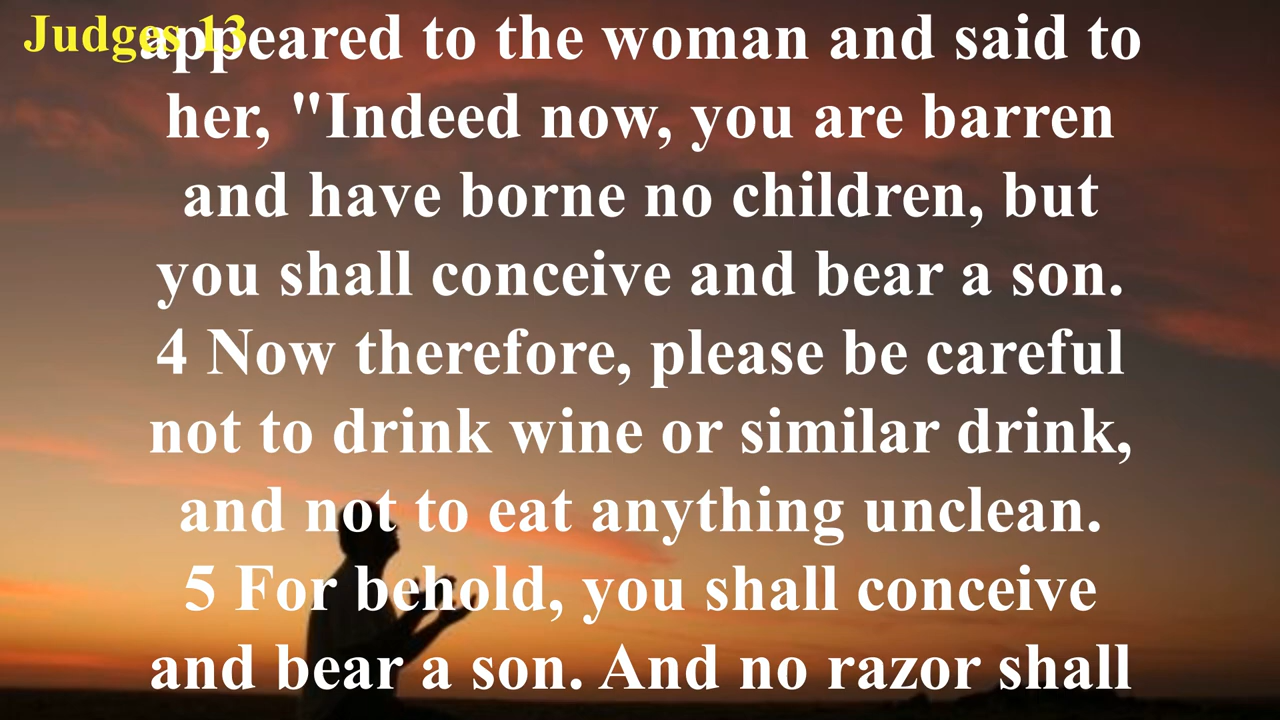 Judges 13
appeared to the woman and said to
her, "Indeed now, you are barren
and have borne no children, but
you shall conceive and bear a son.
4 Now therefore, please be careful
not to drink wine or similar drink,
and not to eat anything unclean.
5 For behold, you shall conceive
and bear a son. And no razor shall